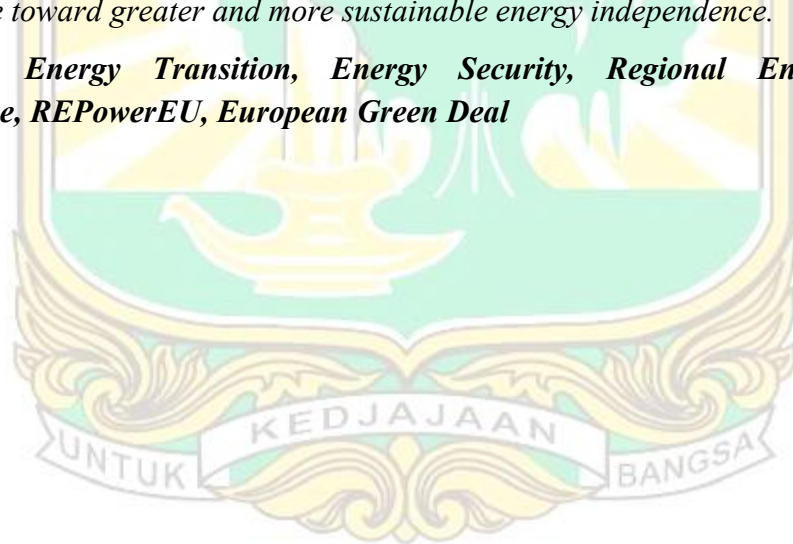 toward greater and more sustainable energy independence.
Energy Transition, Energy Security, Regional
REPowerEU, European Green Deal
UNTUK KEDJAJAAN BANGSA